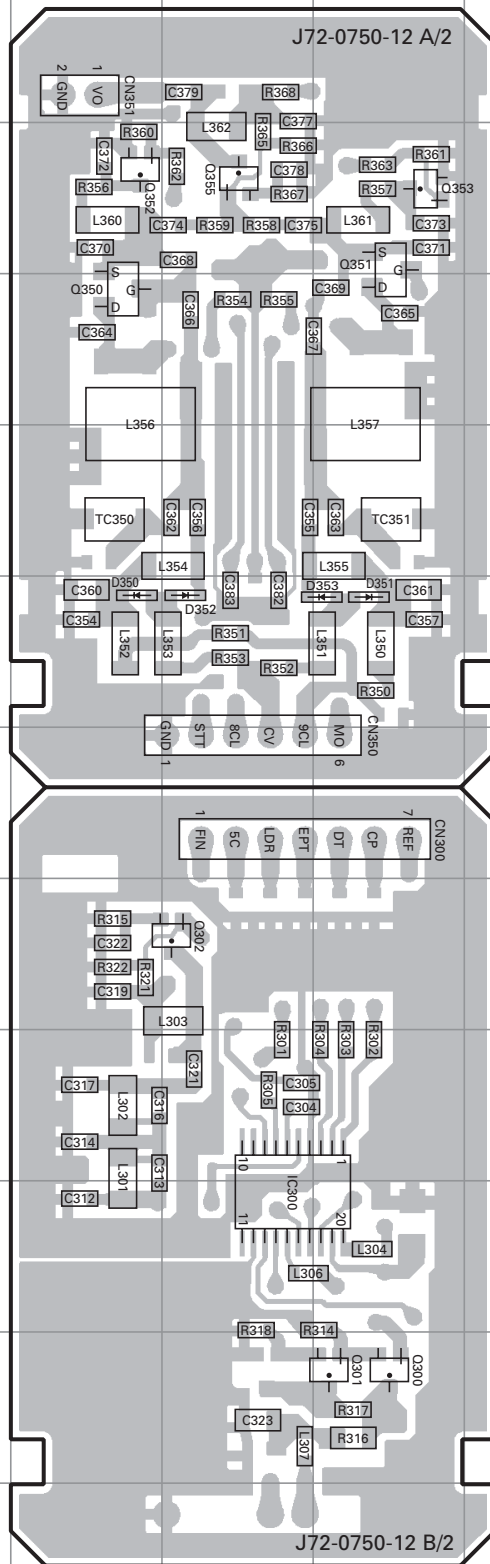 J72-0750-12 A/2
2 GND
1 VO
CN351
C379
R368
L362
R365
C377
R366
R360
C372
R362
Q355
C378
R363
R361
R356
Q352
R367
R357
Q353
L360
C374
R359
R358
C375
L361
C373
C370
C368
Q351
S
G
D
C371
Q350
S
G
D
C369
C366
R354
R355
C365
C364
C367
L356
L357
TC350
C362
C356
C355
C363
TC351
L354
L355
C360
D350
D352
C383
C382
D353
D351
C361
C354
L352
L353
R351
L351
L350
C357
R353
R352
R350
GND 1
STT
8CL
CV
9CL
MO 6
CN350
1 FIN
5C
LDR
EPT
DT
CP
7 REF
CN300
R315
Q302
C322
R322
R321
C319
L303
R301
R304
R303
R302
C317
L302
C316
C321
R305
C305
C304
C314
L301
C313
10
1
IC300
11
20
C312
L304
L306
R318
R314
Q301
Q300
R317
C323
L307
R316
J72-0750-12 B/2